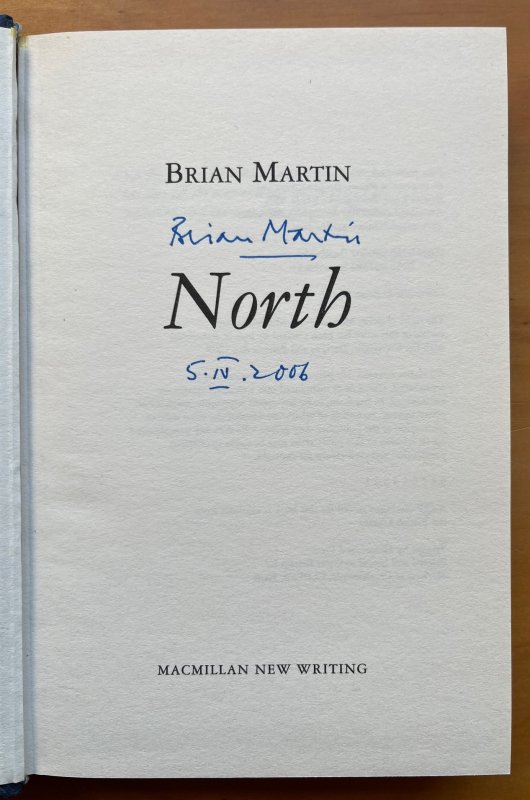 BRIAN MARTIN
Brian Martin
North
5.IV.2006
MACMILLAN NEW WRITING